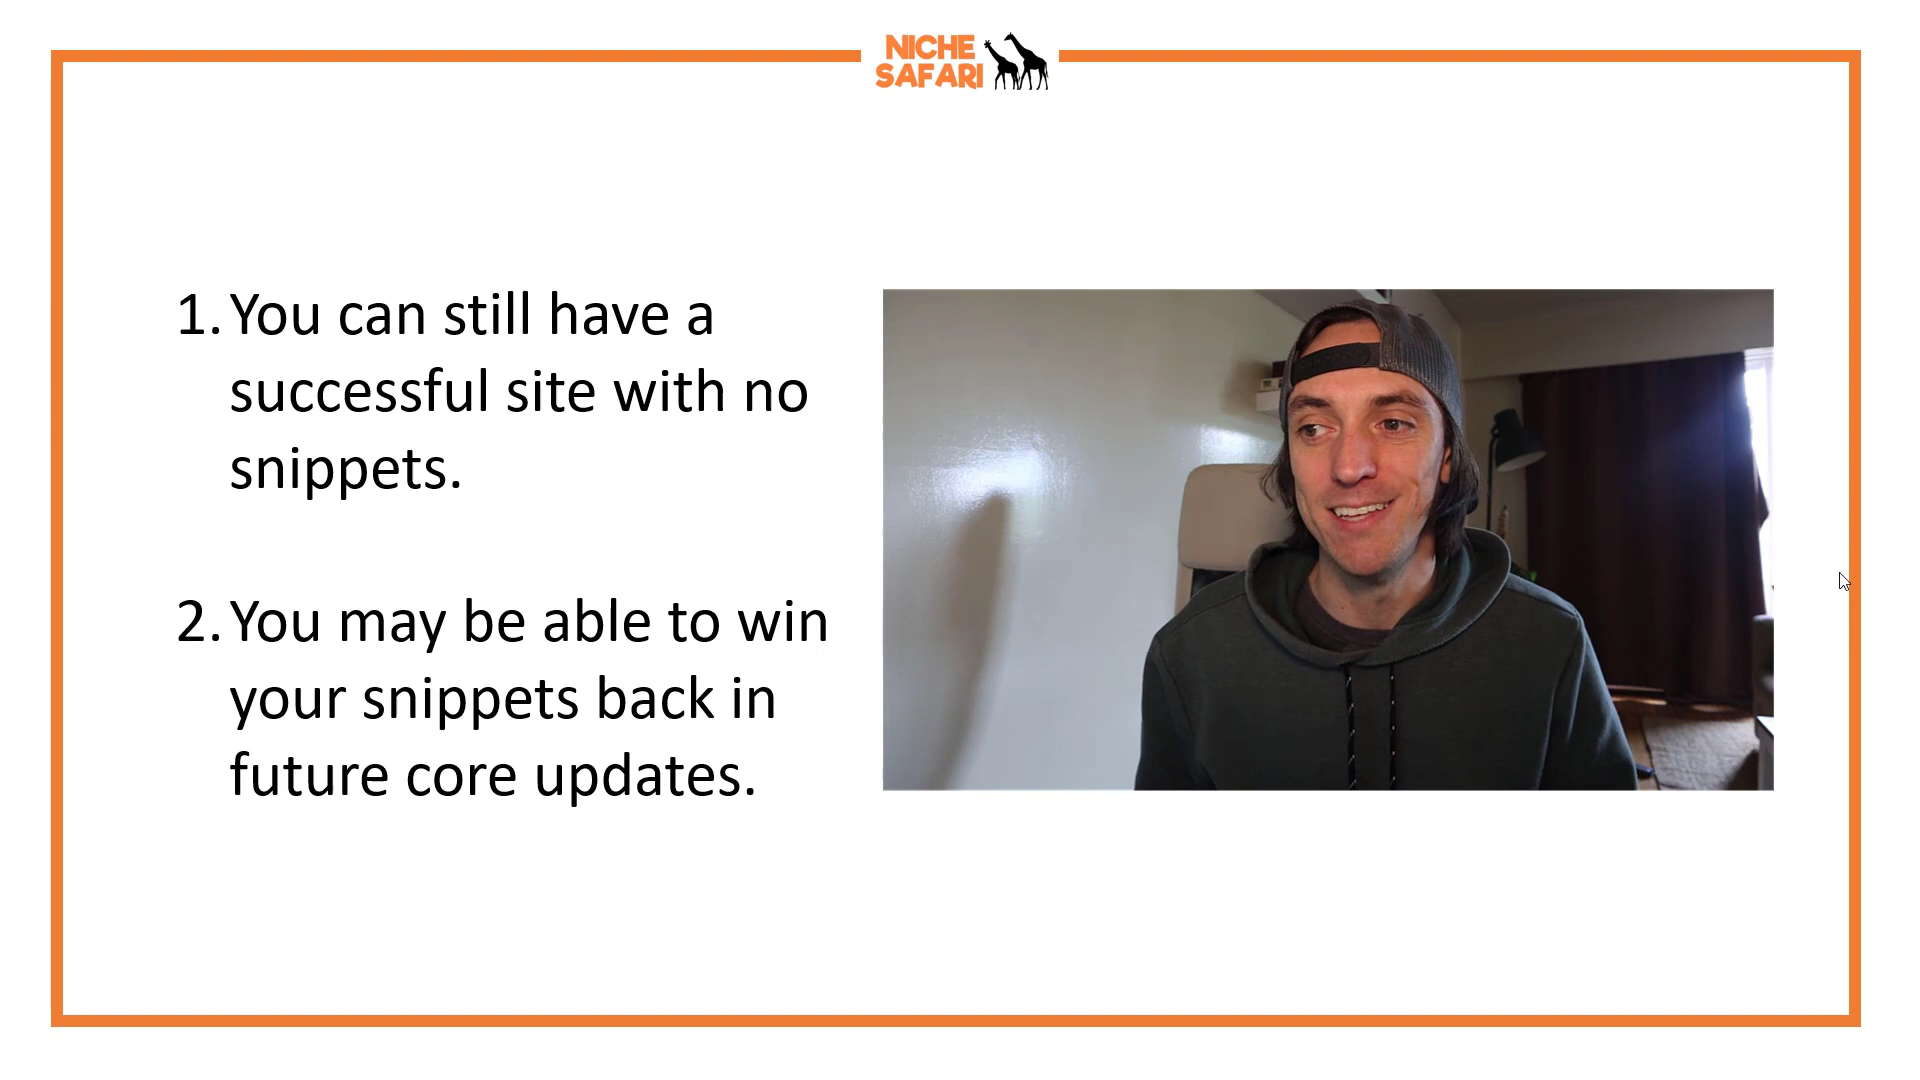 NICHE
SAFARI
1. You can still have a
successful site with no
snippets.
2. You may be able to win
your snippets back in
future core updates.